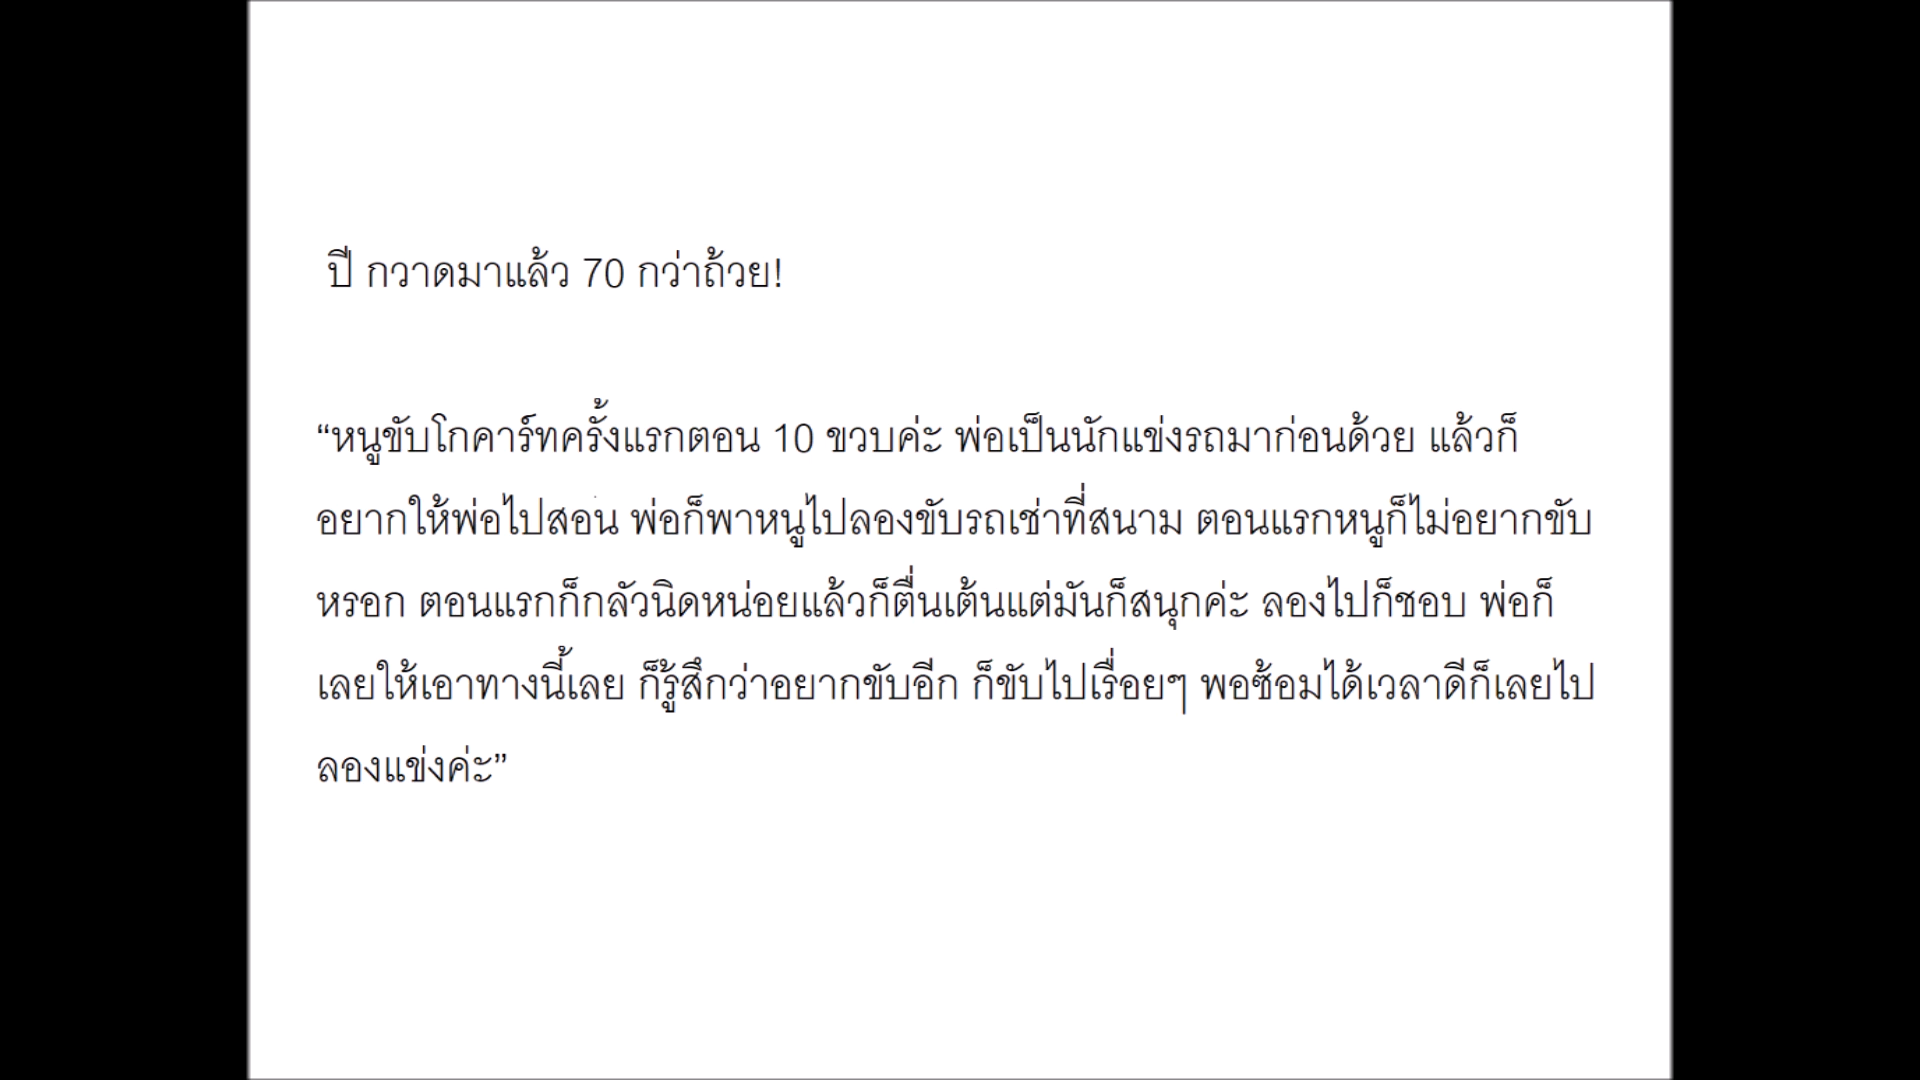 ปี กวาดมาแล้ว 70 กว่าถ้วย!
“หนูขับโกคาร์ทครั้งแรกตอน 10 ขวบค่ะ พ่อเป็นนักแข่งรถมาก่อนด้วย แล้วก็
อยากให้พ่อไปสอน พ่อก็พาหนูไปลองขับรถเช่าที่สนาม ตอนแรกหนูก็ไม่อยากขับ
หรอก ตอนแรกก็กลัวนิดหน่อยแล้วก็ตื่นเต้นแต่มันก็สนุกค่ะ ลองไปก็ชอบ พ่อก็
เลยให้เอาทางนี้เลย ก็รู้สึกว่าอยากขับอีก ก็ขับไปเรื่อยๆ พอซ้อมได้เวลาดีก็เลยไป
ลองแข่งค่ะ”